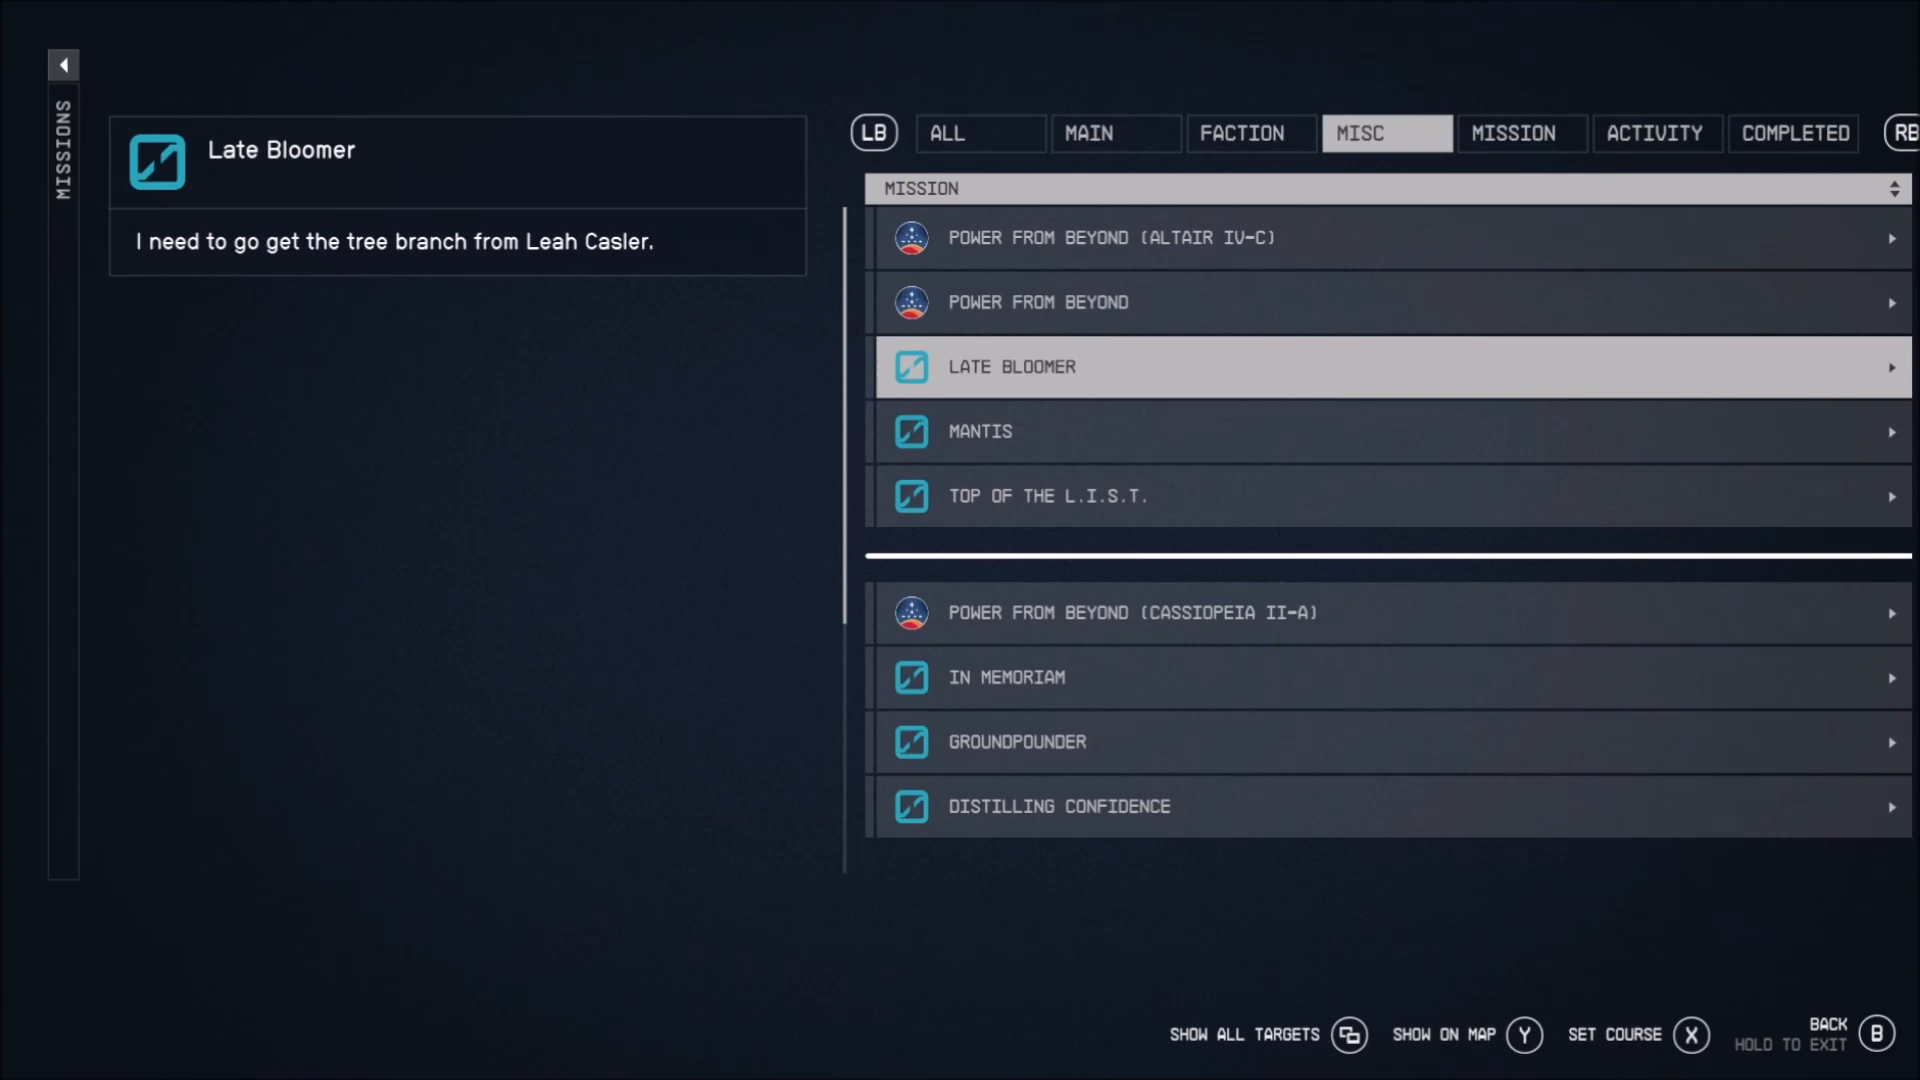 MISSIONS
Late Bloomer
I need to go get the tree branch from Leah Casler.
LB ALL MAIN FACTION MISC MISSION ACTIVITY COMPLETED RB
MISSION
POWER FROM BEYOND (ALTAIR IV-C)
POWER FROM BEYOND
LATE BLOOMER
MANTIS
TOP OF THE L.I.S.T.
POWER FROM BEYOND (CASSIOPEIA II-A)
IN MEMORIAM
GROUNDPOUNDER
DISTILLING CONFIDENCE
SHOW ALL TARGETS SHOW ON MAP Y SET COURSE X BACK B
HOLD TO EXIT